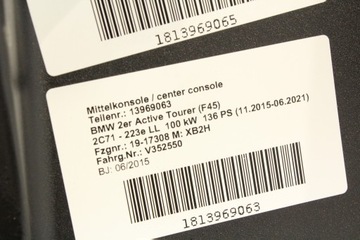 1813969065
Mittelkonsole / center console
Teilenr.: 13969063
BMW 2er Active Tourer (F45)
2C71 - 223e LL 100 kW 136 PS (11.2015-06.2021)
Fzgnr.: 19-17308 M: XB2H
Fahrg.Nr.: V352550
BJ: 06/2015
1813969063